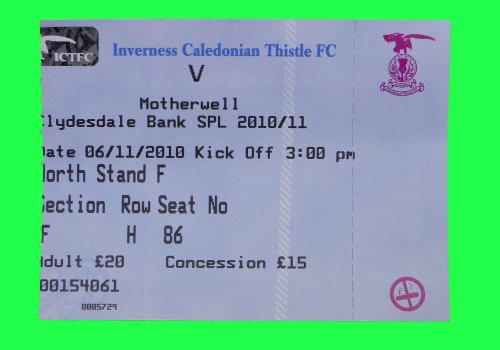 ICTFC
Inverness Caledonian Thistle FC
V
Motherwell
Clydesdale Bank SPL 2010/11
Date 06/11/2010 Kick Off 3:00 pm
North Stand F
Section Row Seat No
F H 86
Adult £20 Concession £15
00154061
0005729